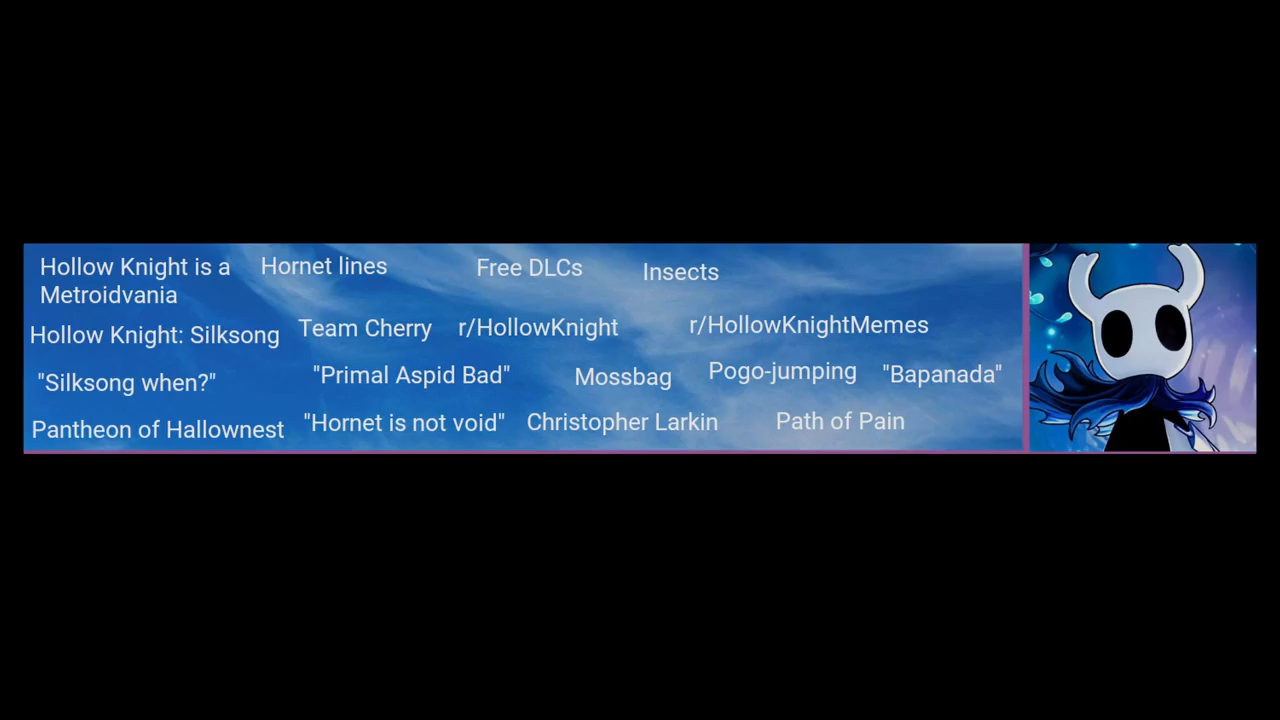 Hollow Knight is a
Metroidvania
Hornet lines
Free DLCs
Insects
Hollow Knight: Silksong
Team Cherry
r/HollowKnight
r/HollowKnightMemes
"Silksong when?"
"Primal Aspid Bad"
Mossbag
Pogo-jumping
"Bapanada"
Pantheon of Hallownest
"Hornet is not void"
Christopher Larkin
Path of Pain